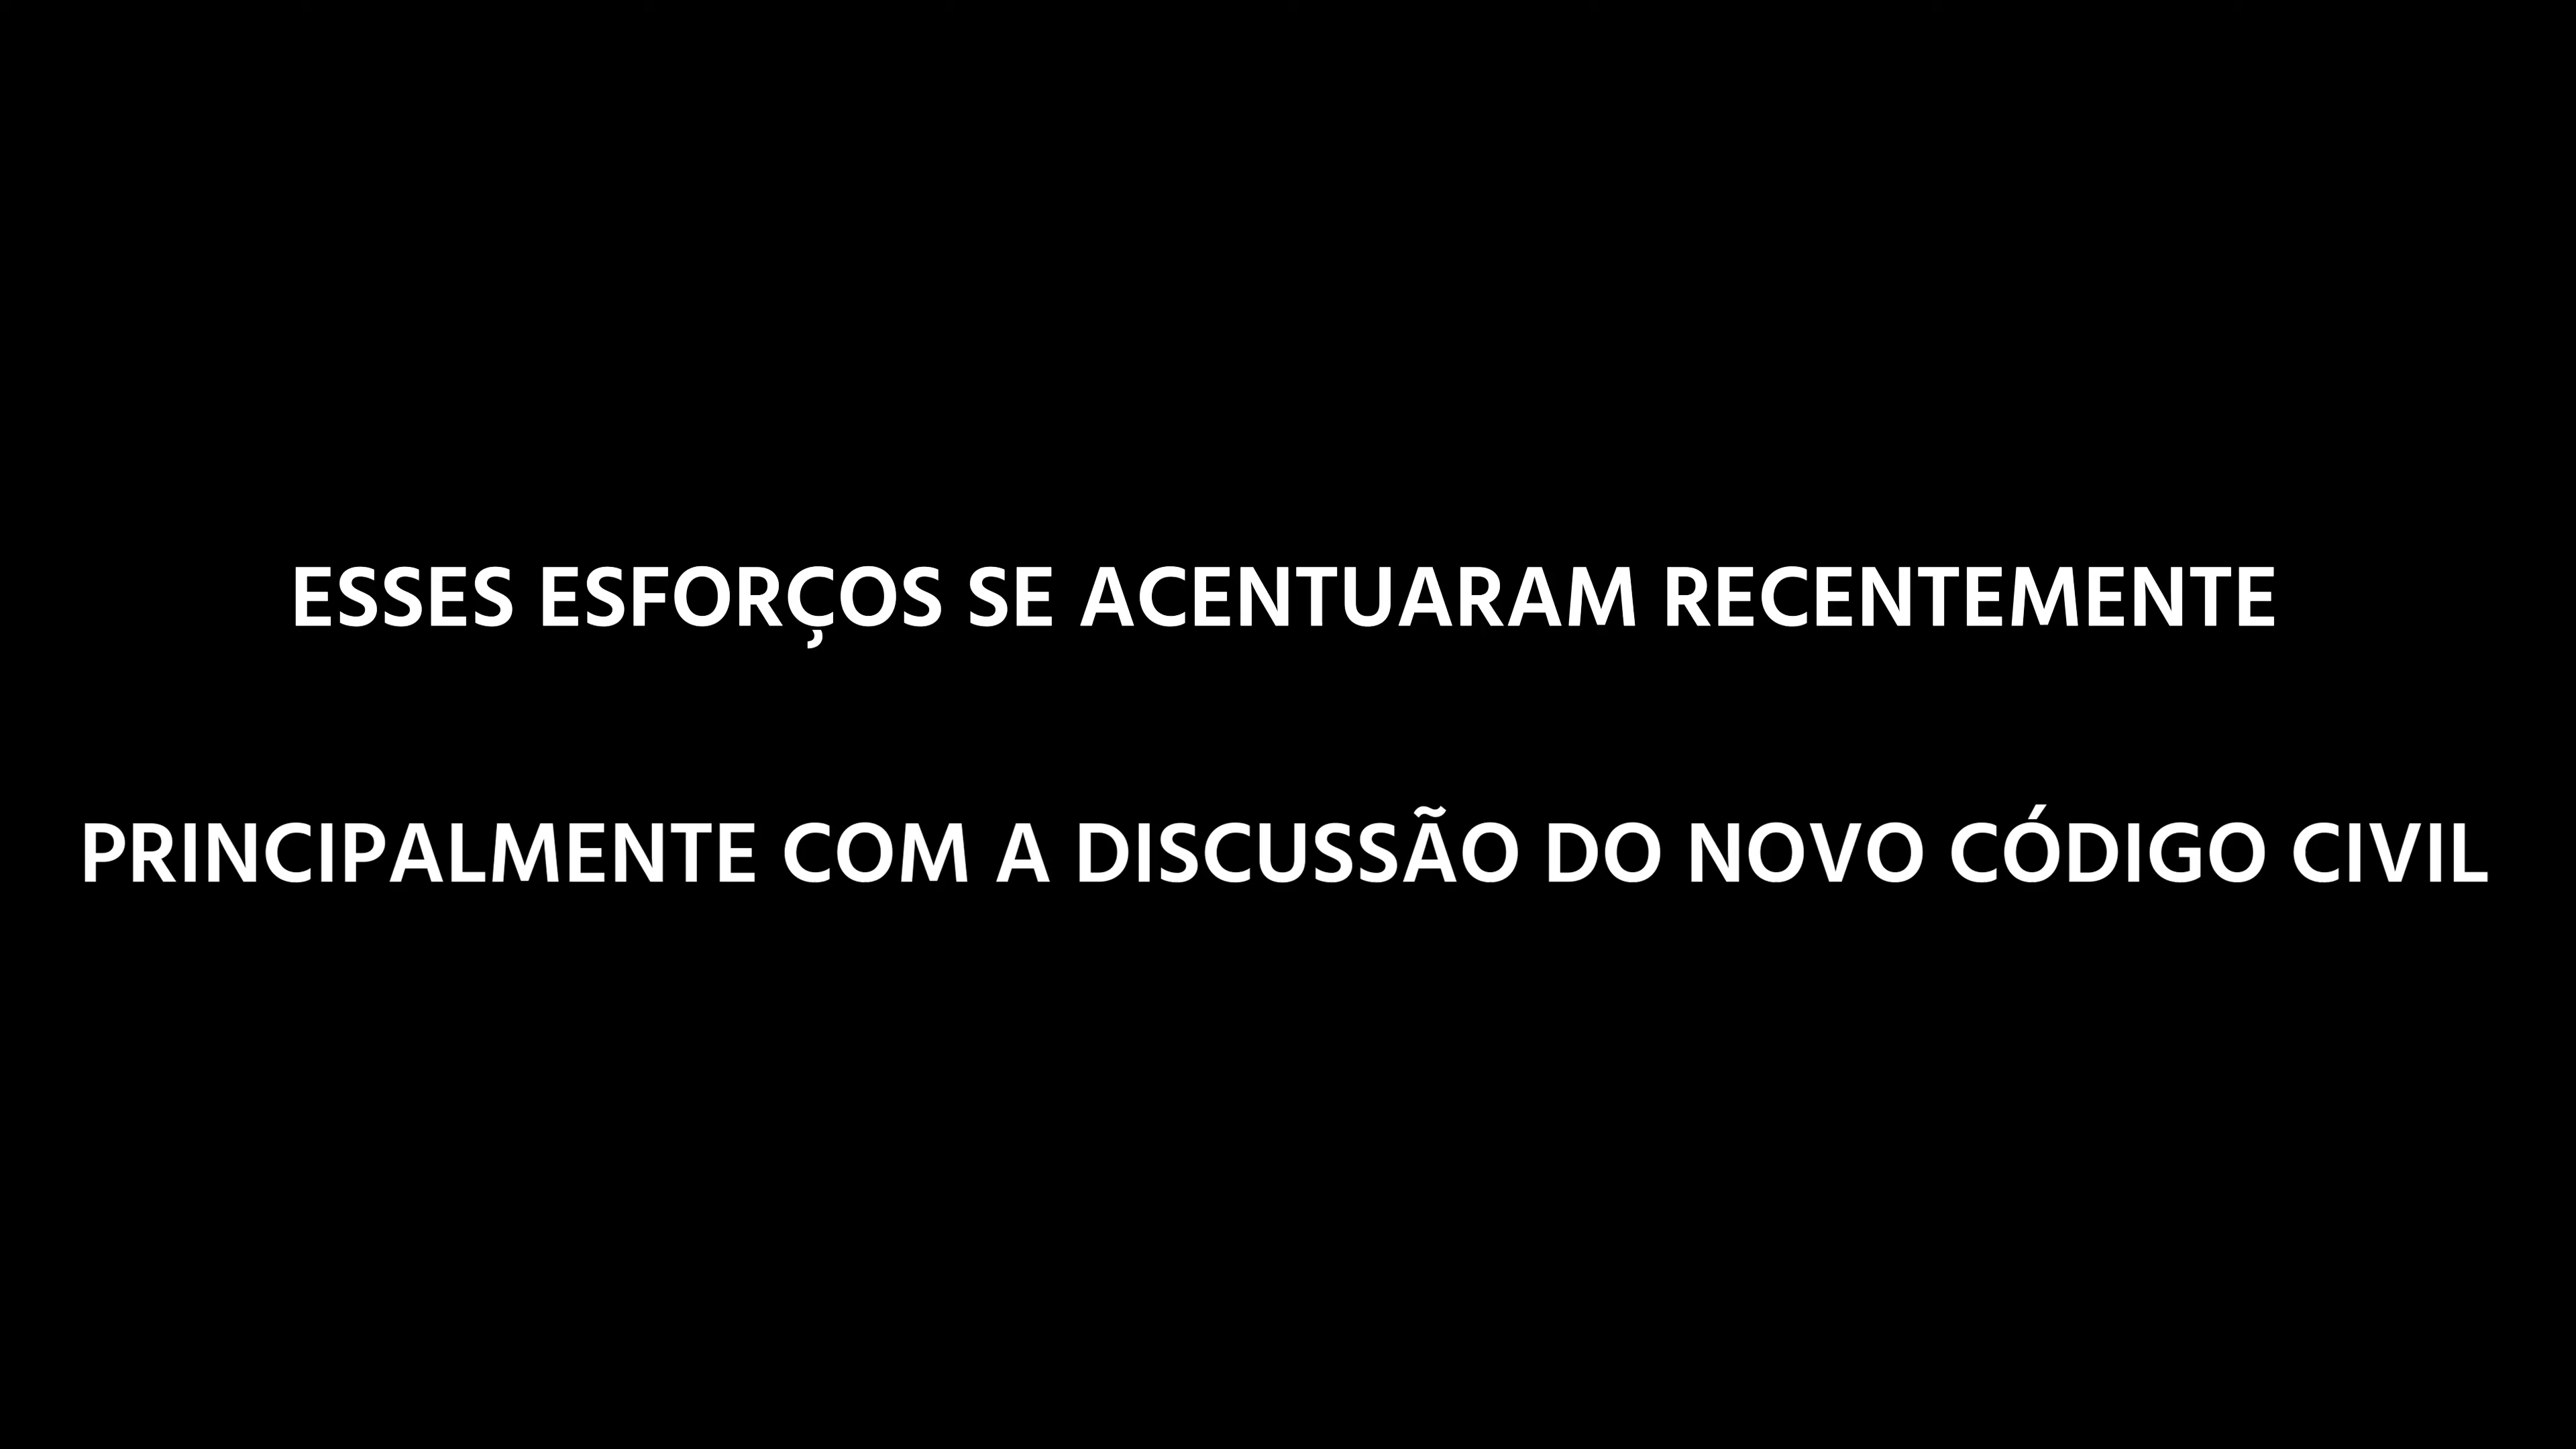 ESSES ESFORÇOS SE ACENTUARAM RECENTEMENTE
PRINCIPALMENTE COM A DISCUSSÃO DO NOVO CÓDIGO CIVIL